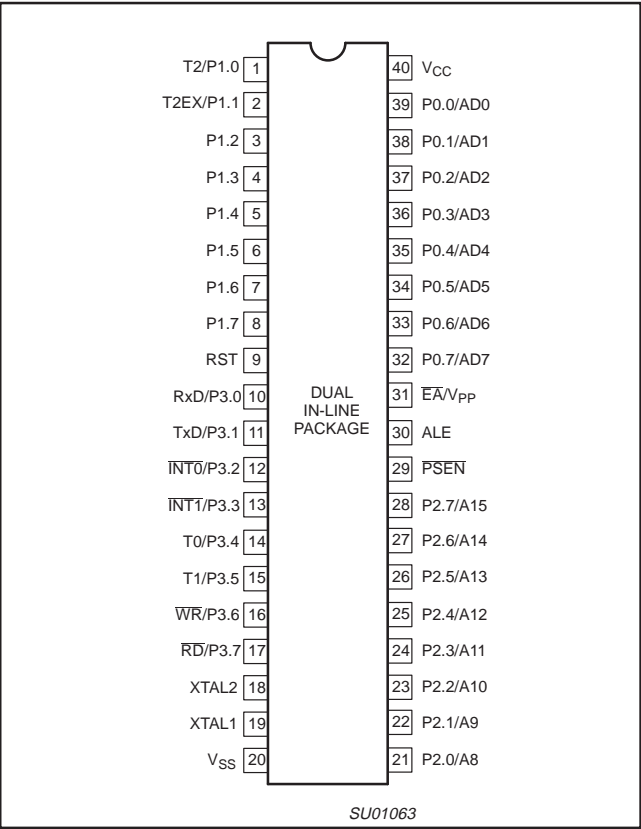 T2/P1.0 1
T2EX/P1.1 2
P1.2 3
P1.3 4
P1.4 5
P1.5 6
P1.6 7
P1.7 8
RST 9
RxD/P3.0 10
TxD/P3.1 11
INT0/P3.2 12
INT1/P3.3 13
T0/P3.4 14
T1/P3.5 15
WR/P3.6 16
RD/P3.7 17
XTAL2 18
XTAL1 19
VSS 20
DUAL
IN-LINE
PACKAGE
40 VCC
39 P0.0/AD0
38 P0.1/AD1
37 P0.2/AD2
36 P0.3/AD3
35 P0.4/AD4
34 P0.5/AD5
33 P0.6/AD6
32 P0.7/AD7
31 EA/VPP
30 ALE
29 PSEN
28 P2.7/A15
27 P2.6/A14
26 P2.5/A13
25 P2.4/A12
24 P2.3/A11
23 P2.2/A10
22 P2.1/A9
21 P2.0/A8
SU01063